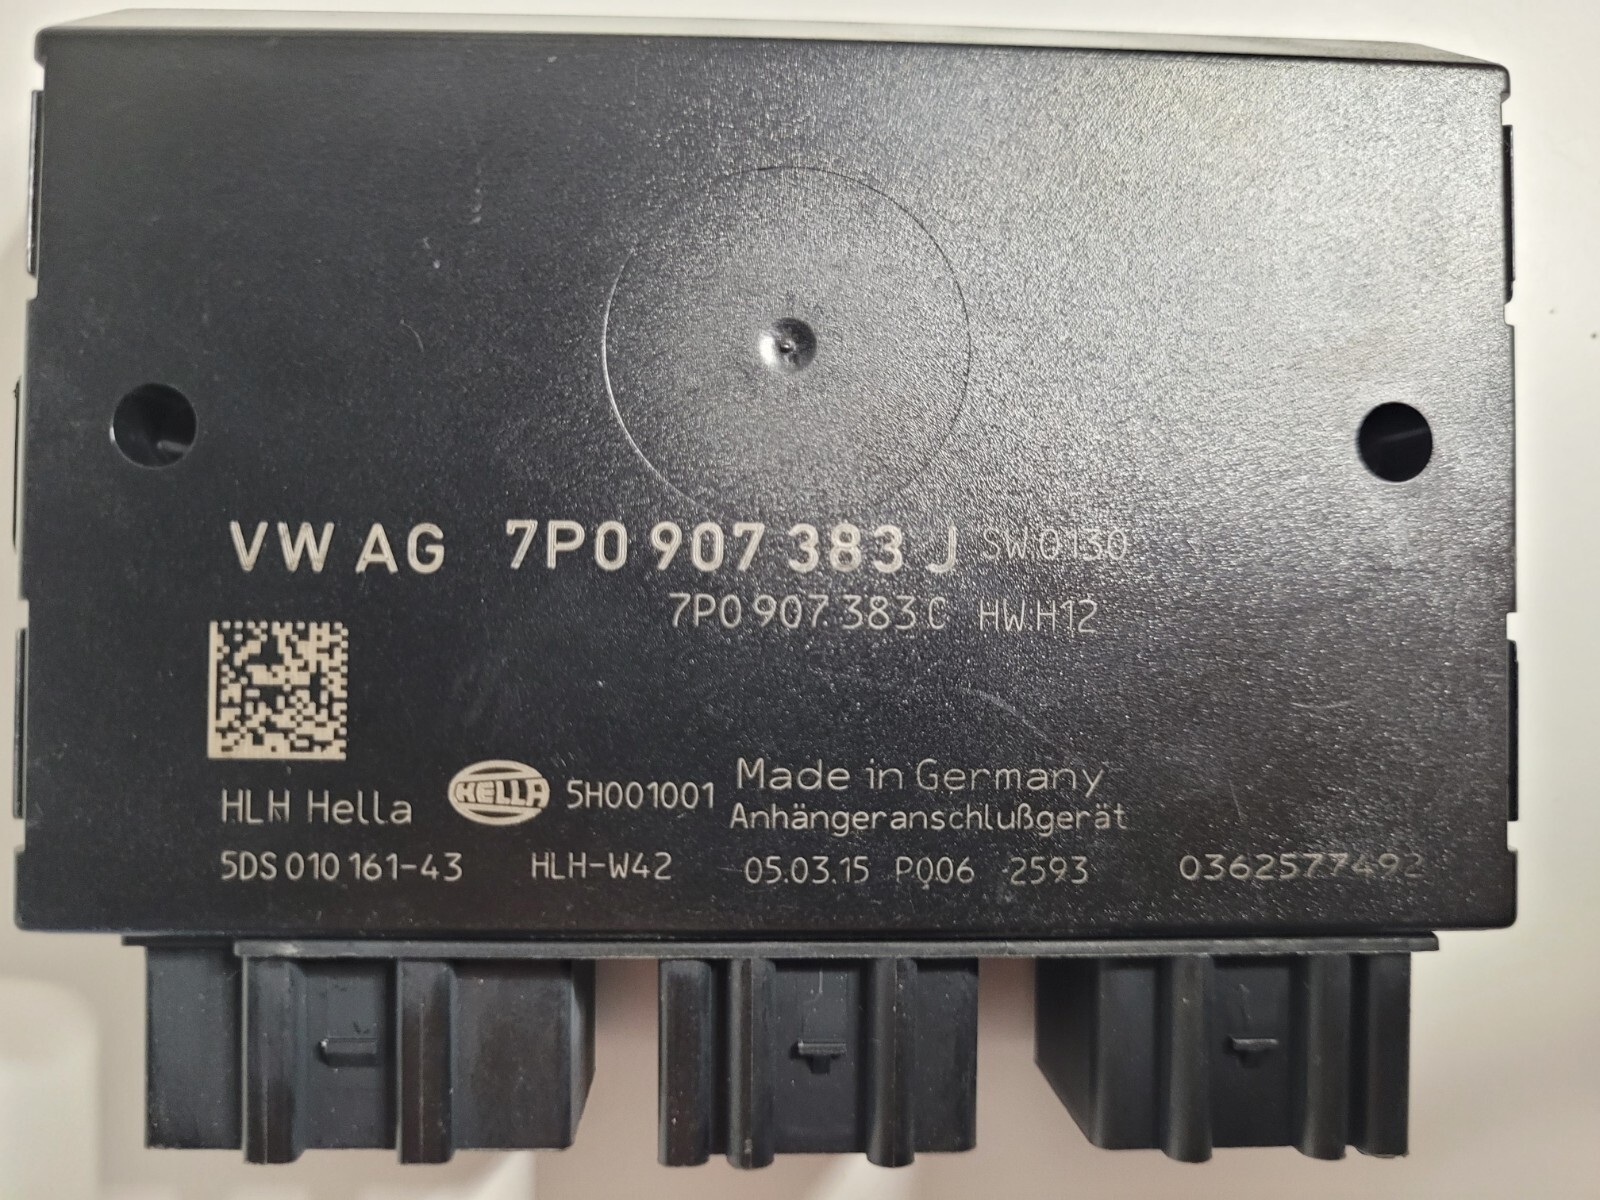 VW AG 7P0 907 383 J SW 0130
7P0 907 383 C HW H12
HLH Hella HELLA 5H001001 Made in Germany
Anhängeranschlußgerät
5DS 010 161-43 HLH-W42 05.03.15 P006 2593 0362577492